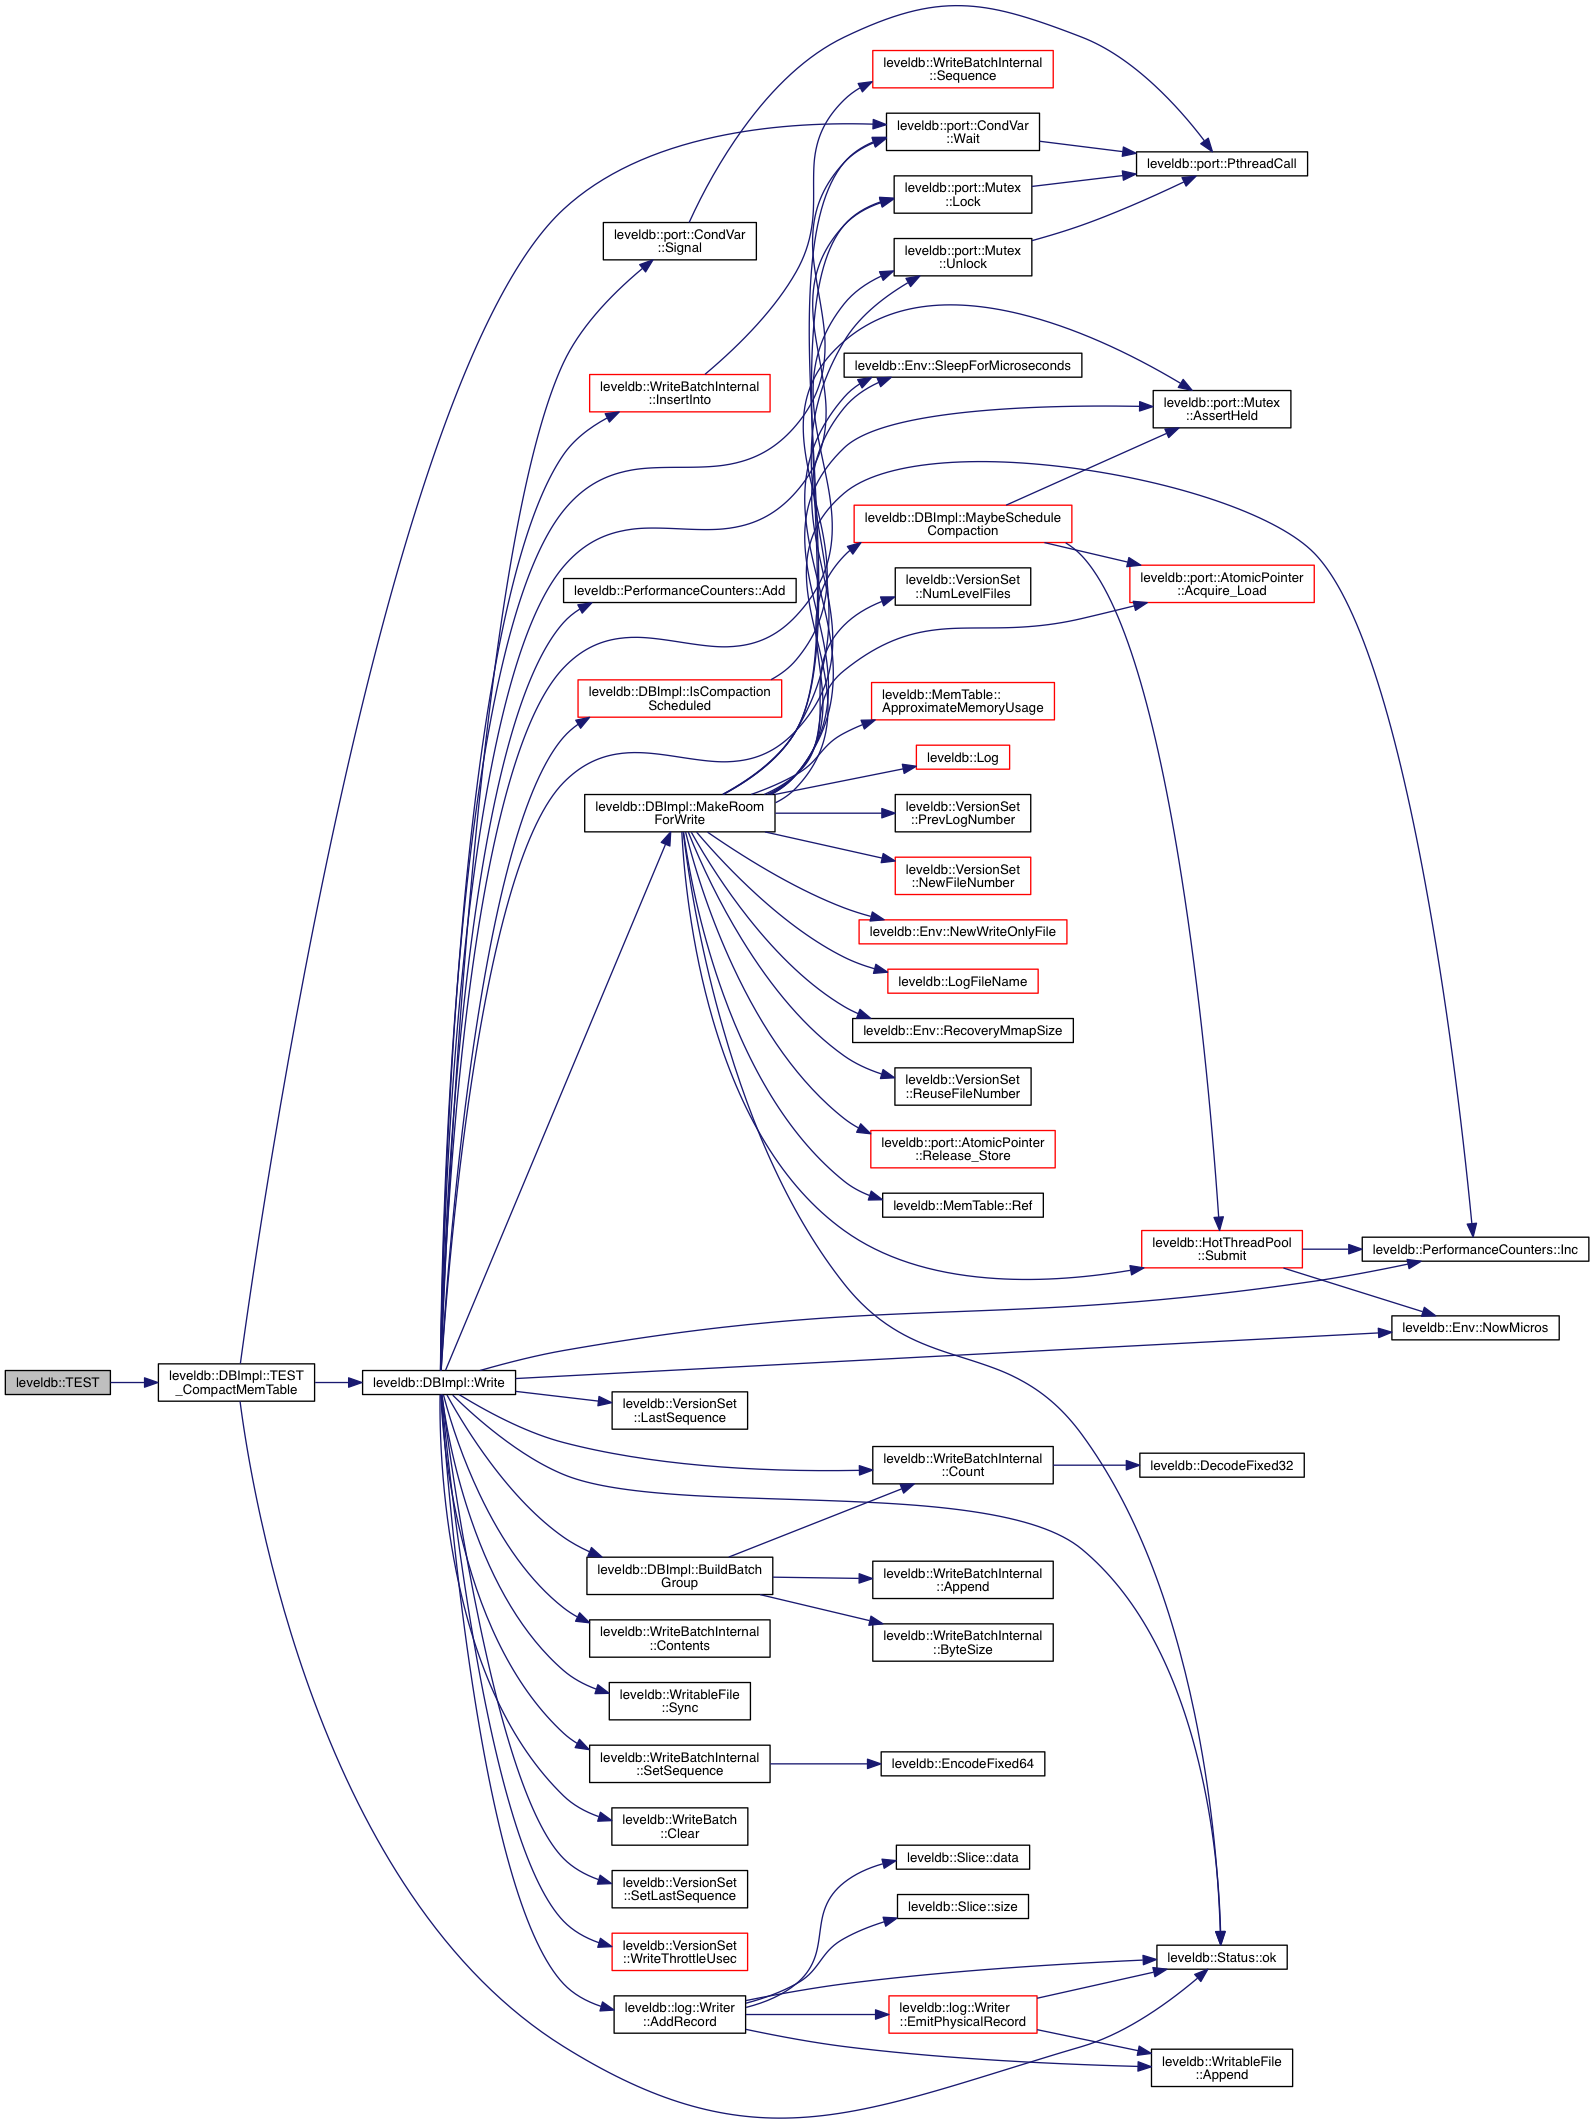 leveldb::WriteBatchInternal
::Sequence
leveldb::port::CondVar
::Wait
leveldb::port::PthreadCall
leveldb::port::Mutex
::Lock
leveldb::port::CondVar
::Signal
leveldb::port::Mutex
::Unlock
leveldb::Env::SleepForMicroseconds
leveldb::WriteBatchInternal
::InsertInto
leveldb::port::Mutex
::AssertHeld
leveldb::DBImpl::MaybeSchedule
Compaction
leveldb::PerformanceCounters::Add
leveldb::VersionSet
::NumLevelFiles
leveldb::port::AtomicPointer
::Acquire_Load
leveldb::DBImpl::IsCompaction
Scheduled
leveldb::MemTable::
ApproximateMemoryUsage
leveldb::Log
leveldb::DBImpl::MakeRoom
ForWrite
leveldb::VersionSet
::PrevLogNumber
leveldb::VersionSet
::NewFileNumber
leveldb::Env::NewWriteOnlyFile
leveldb::LogFileName
leveldb::Env::RecoveryMmapSize
leveldb::VersionSet
::ReuseFileNumber
leveldb::port::AtomicPointer
::Release_Store
leveldb::MemTable::Ref
leveldb::HotThreadPool
::Submit
leveldb::PerformanceCounters::Inc
leveldb::Env::NowMicros
leveldb::TEST
leveldb::DBImpl::TEST
_CompactMemTable
leveldb::DBImpl::Write
leveldb::VersionSet
::LastSequence
leveldb::WriteBatchInternal
::Count
leveldb::DecodeFixed32
leveldb::DBImpl::BuildBatch
Group
leveldb::WriteBatchInternal
::Append
leveldb::WriteBatchInternal
::Contents
leveldb::WriteBatchInternal
::ByteSize
leveldb::WritableFile
::Sync
leveldb::WriteBatchInternal
::SetSequence
leveldb::EncodeFixed64
leveldb::WriteBatch
::Clear
leveldb::Slice::data
leveldb::VersionSet
::SetLastSequence
leveldb::Slice::size
leveldb::VersionSet
::WriteThrottleUsec
leveldb::Status::ok
leveldb::log::Writer
::AddRecord
leveldb::log::Writer
::EmitPhysicalRecord
leveldb::WritableFile
::Append